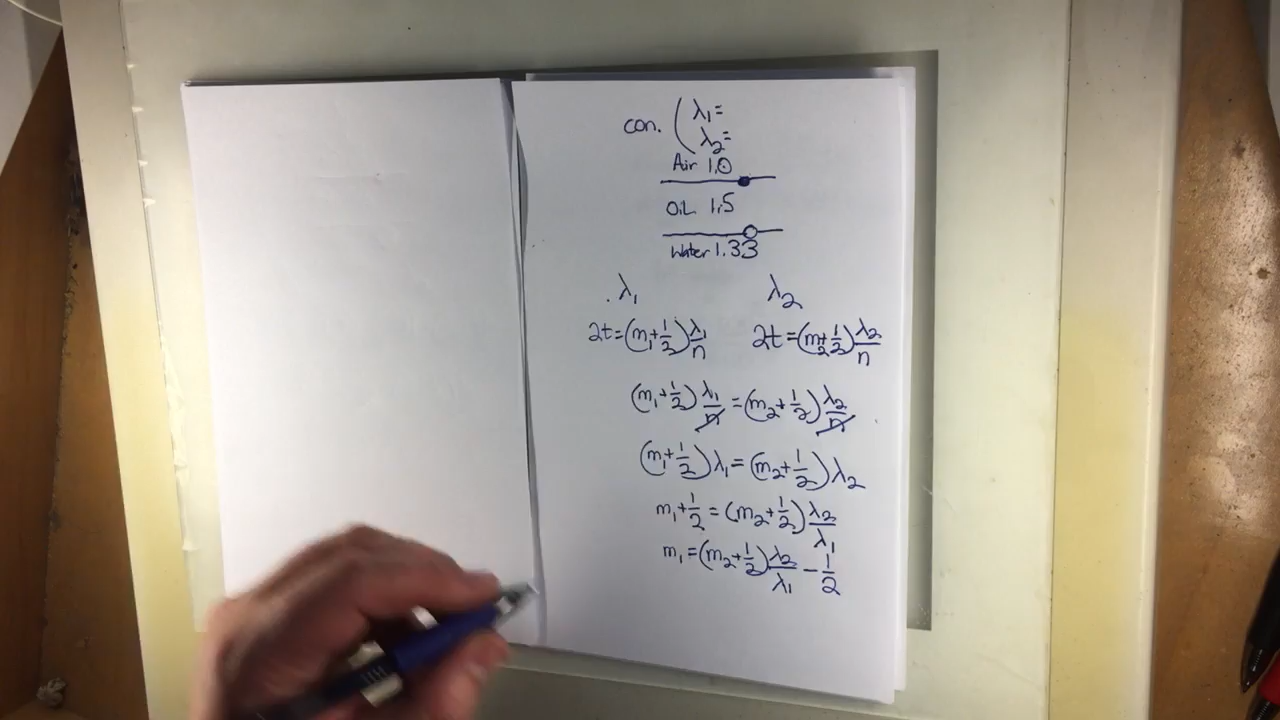 con. ( λ₁=
λ₂=
Air 1.0
OiL 1.5
Water 1.33
λ₁ λ₂
2t=(m₁+1/2)λ₁/n 2t=(m₂+1/2)λ₂/n
(m₁+1/2)λ₁/n=(m₂+1/2)λ₂/n
(m₁+1/2)λ₁=(m₂+1/2)λ₂
m₁+1/2=(m₂+1/2)λ₂/λ₁
m₁=(m₂+1/2)λ₂/λ₁-1/2